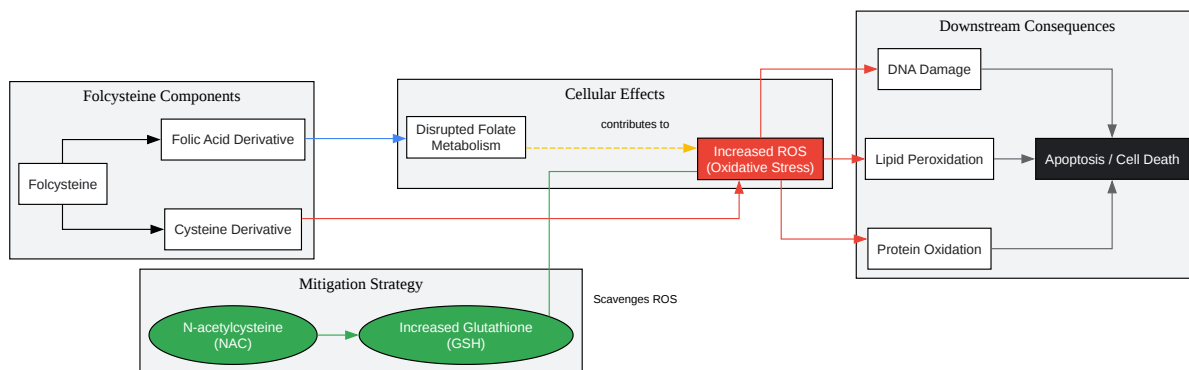 Folcysteine Components
Folcysteine
Folic Acid Derivative
Cysteine Derivative
Cellular Effects
Disrupted Folate
Metabolism
contributes to
Increased ROS
(Oxidative Stress)
Downstream Consequences
DNA Damage
Lipid Peroxidation
Protein Oxidation
Apoptosis / Cell Death
Mitigation Strategy
N-acetylcysteine
(NAC)
Increased Glutathione
(GSH)
Scavenges ROS